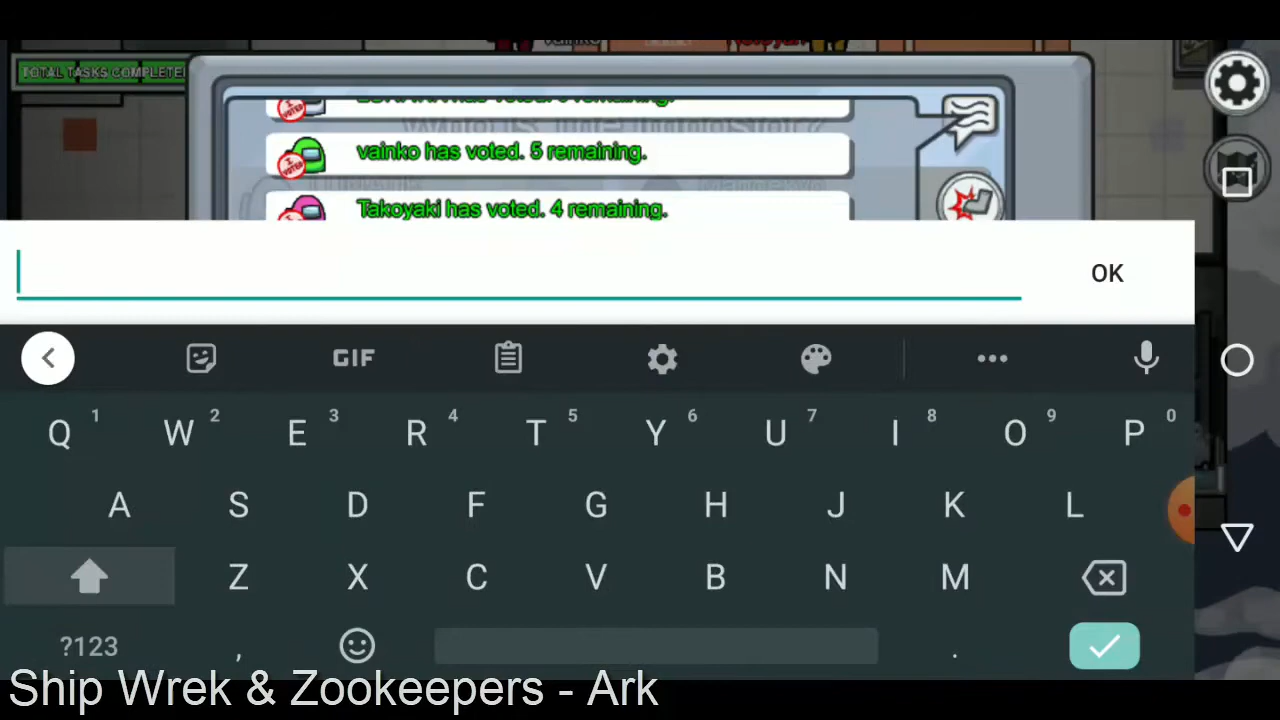 TOTAL TASKS COMPLETE
vainko has voted. 5 remaining.
Takoyaki has voted. 4 remaining.
OK
GIF
Q 1 W 2 E 3 R 4 T 5 Y 6 U 7 I 8 O 9 P 0
A S D F G H J K L
Z X C V B N M
?123 , .
Ship Wrek & Zookeepers - Ark